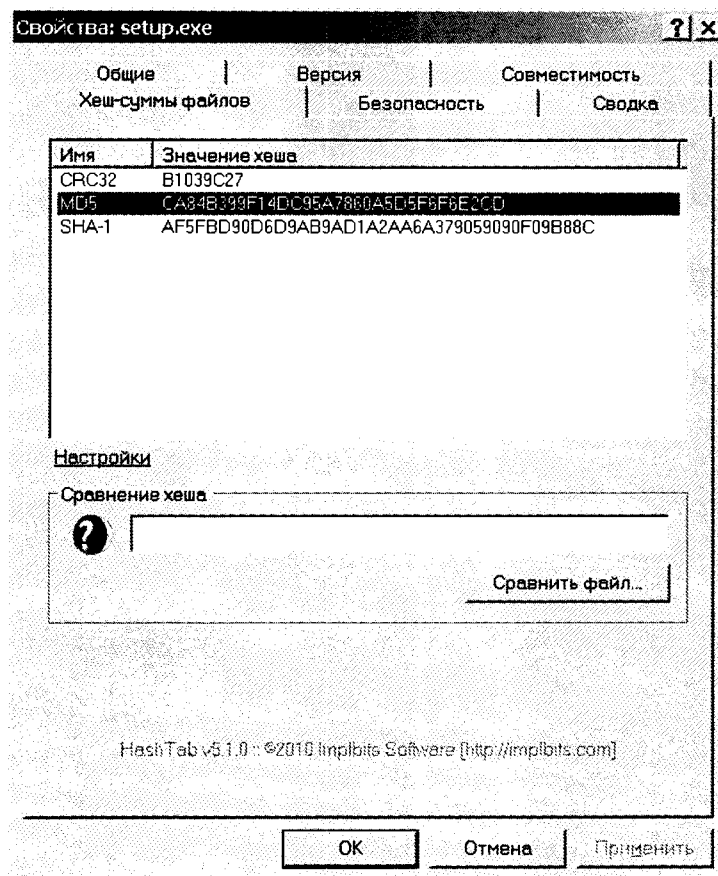 Свойства: setup.exe
? x
Общие Версия Совместимость
Хеш-суммы файлов Безопасность Сводка
Имя Значение хеша
CRC32 B1039C27
MD5 CA84B399F14DC95A7860A5D5F6F6E2CD
SHA-1 AF5FBD90D6D9AB9AD1A2AA6A379059090F09B88C
Настройки
Сравнение хеша
?
Сравнить файл...
HashTab v5.1.0 :: ©2010 Implbits Software [http://implbits.com]
OK Отмена Применить